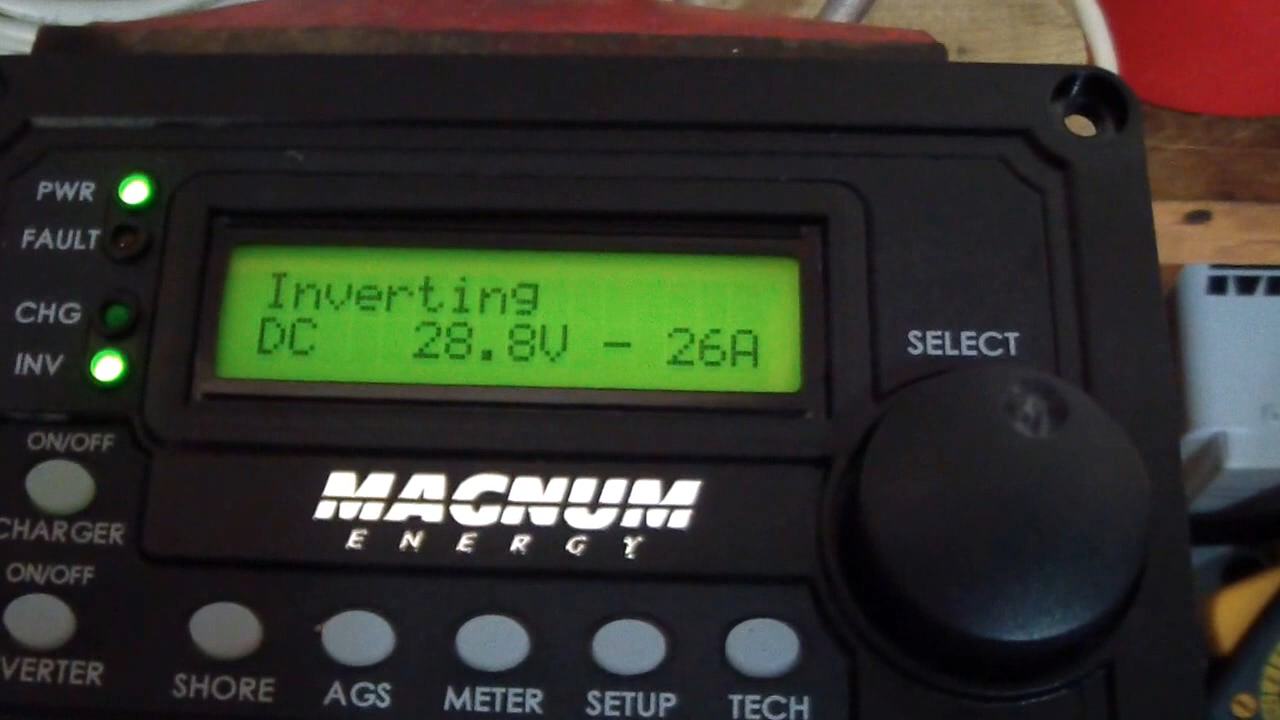 PWR
FAULT
CHG
INV
Inverting
DC 28.8V - 26A
SELECT
ON/OFF
CHARGER
MAGNUM
ENERGY
ON/OFF
VERTER
SHORE
AGS
METER
SETUP
TECH